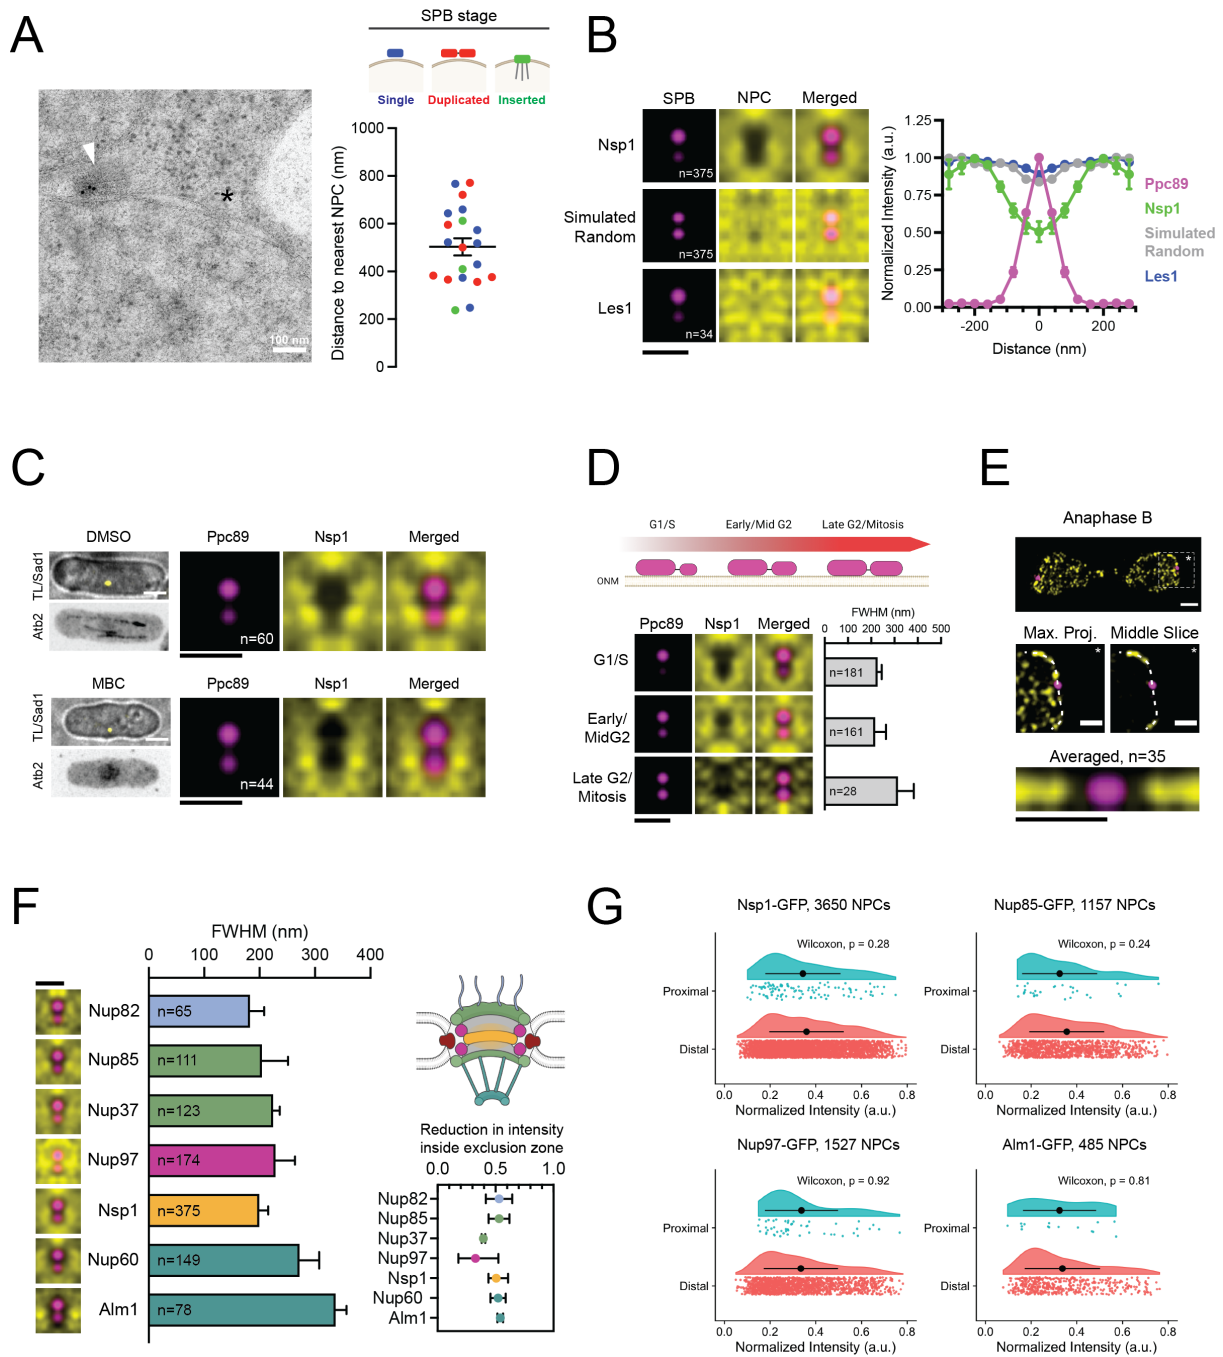 A
SPB stage
Single
Duplicated
Inserted
100 nm
*
Distance to nearest NPC (nm)
1000
800
600
400
200
0
B
SPB
NPC
Merged
Nsp1
n=375
Simulated
Random
n=375
Les1
n=34
Normalized Intensity (a.u.)
1.25
1.00
0.75
0.50
0.25
0.00
-200
0
200
Distance (nm)
Ppc89
Nsp1
Simulated
Random
Les1
C
DMSO
Ppc89
Nsp1
Merged
TL/Sad1
Atb2
n=60
MBC
Ppc89
Nsp1
Merged
TL/Sad1
Atb2
n=44
D
G1/S
Early/Mid G2
Late G2/Mitosis
ONM
FWHM (nm)
Ppc89
Nsp1
Merged
0
100
200
300
400
500
G1/S
n=181
Early/
MidG2
n=161
Late G2/
Mitosis
n=28
E
Anaphase B
*
Max. Proj.
Middle Slice
*
*
Averaged, n=35
F
FWHM (nm)
0
100
200
300
400
Nup82
n=65
Nup85
n=111
Nup37
n=123
Nup97
n=174
Nsp1
n=375
Nup60
n=149
Alm1
n=78
Reduction in intensity
inside exclusion zone
0.0
0.5
1.0
Nup82
Nup85
Nup37
Nup97
Nsp1
Nup60
Alm1
G
Nsp1-GFP, 3650 NPCs
Wilcoxon, p = 0.28
Proximal
Distal
0.0
0.2
0.4
0.6
0.8
Normalized Intensity (a.u.)
Nup85-GFP, 1157 NPCs
Wilcoxon, p = 0.24
Proximal
Distal
0.0
0.2
0.4
0.6
0.8
Normalized Intensity (a.u.)
Nup97-GFP, 1527 NPCs
Wilcoxon, p = 0.92
Proximal
Distal
0.0
0.2
0.4
0.6
0.8
Normalized Intensity (a.u.)
Alm1-GFP, 485 NPCs
Wilcoxon, p = 0.81
Proximal
Distal
0.0
0.2
0.4
0.6
0.8
Normalized Intensity (a.u.)